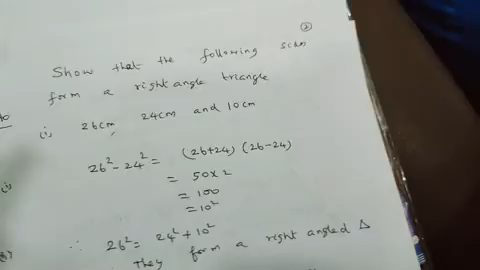 ②
Show that the following
form a right angle triangle
(i) 26cm, 24cm and 10cm
26² - 24² = (26+24) (26-24)
= 50x2
= 100
= 10²
∴ 26² = 24² + 10²
They form a right angled Δ